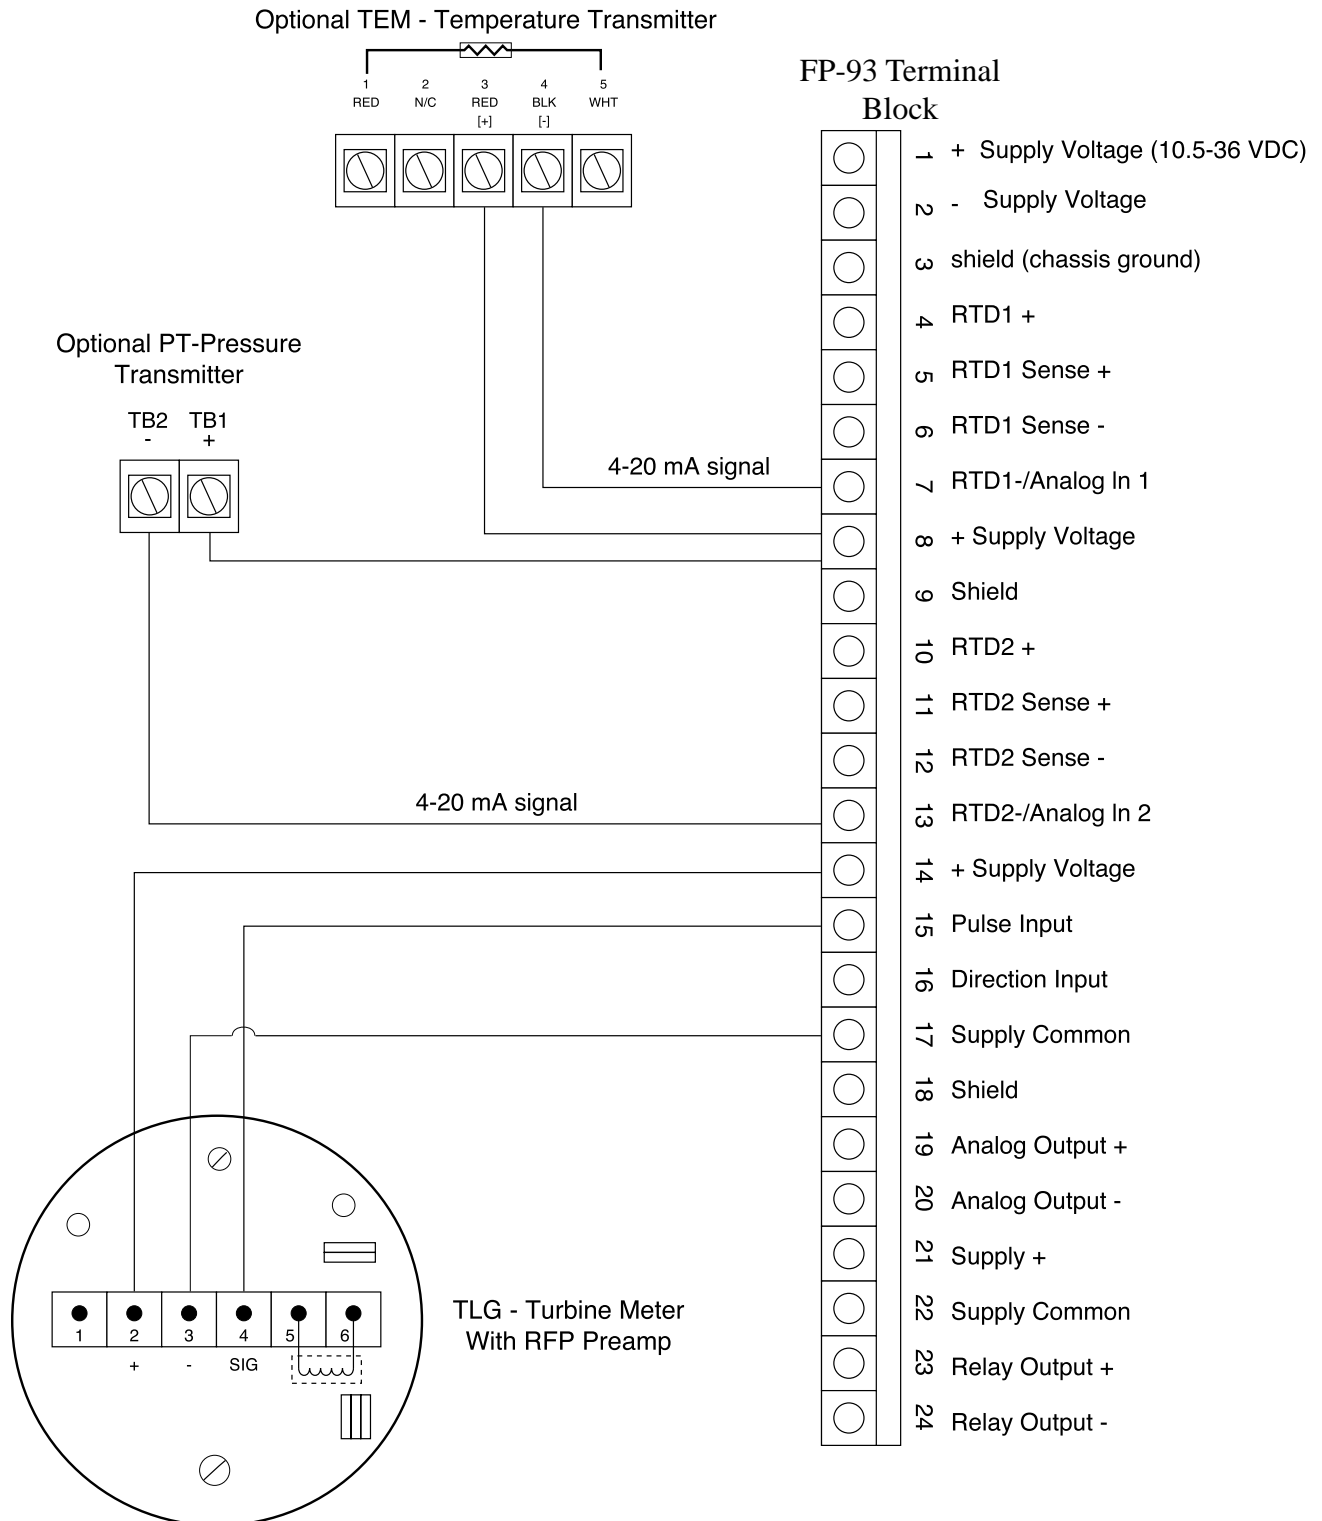 Optional TEM - Temperature Transmitter
1 2 3 4 5
RED N/C RED BLK WHT
[+] [-]
FP-93 Terminal
Block
1 + Supply Voltage (10.5-36 VDC)
2 - Supply Voltage
3 shield (chassis ground)
4 RTD1 +
5 RTD1 Sense +
6 RTD1 Sense -
7 RTD1-/Analog In 1
8 + Supply Voltage
9 Shield
10 RTD2 +
11 RTD2 Sense +
12 RTD2 Sense -
13 RTD2-/Analog In 2
14 + Supply Voltage
15 Pulse Input
16 Direction Input
17 Supply Common
18 Shield
19 Analog Output +
20 Analog Output -
21 Supply +
22 Supply Common
23 Relay Output +
24 Relay Output -
Optional PT-Pressure
Transmitter
TB2 TB1
- +
4-20 mA signal
4-20 mA signal
1 2 3 4 5 6
+ - SIG
TLG - Turbine Meter
With RFP Preamp